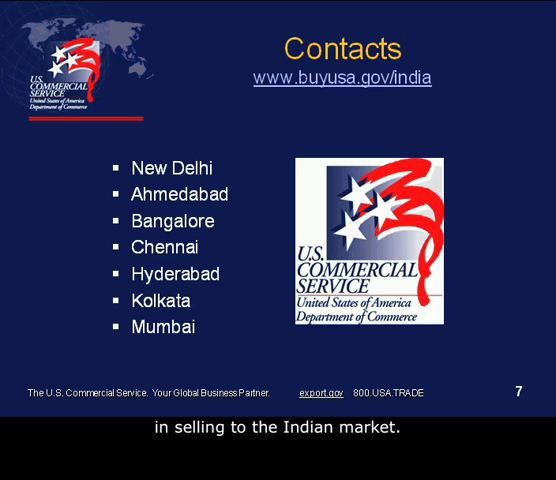 Contacts
www.buyusa.gov/india
U.S.
COMMERCIAL
SERVICE
United States of America
Department of Commerce
New Delhi
Ahmedabad
Bangalore
Chennai
Hyderabad
Kolkata
Mumbai
U.S.
COMMERCIAL
SERVICE
United States of America
Department of Commerce
The U.S. Commercial Service. Your Global Business Partner. export.gov 800.USA.TRADE 7
in selling to the Indian market.